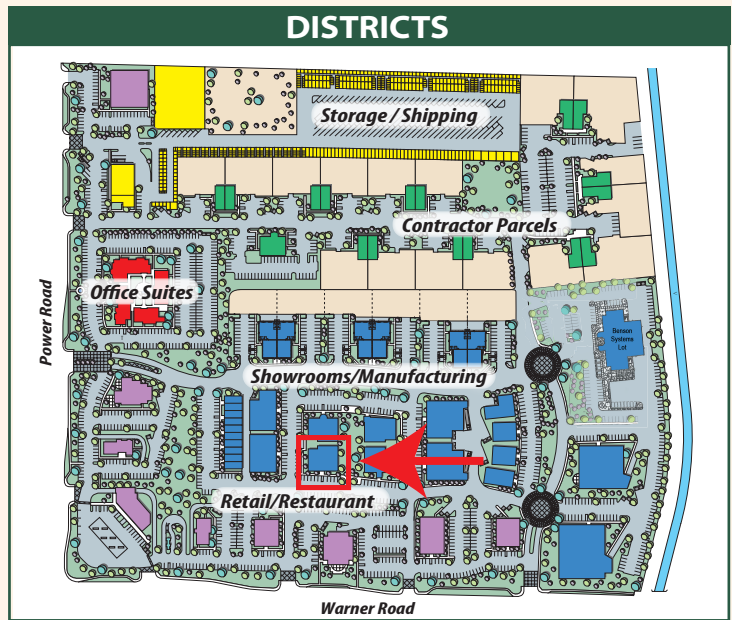 DISTRICTS
Storage / Shipping
Contractor Parcels
Office Suites
Power Road
Benson
Systems
Lot
Showrooms/Manufacturing
Retail/Restaurant
Warner Road